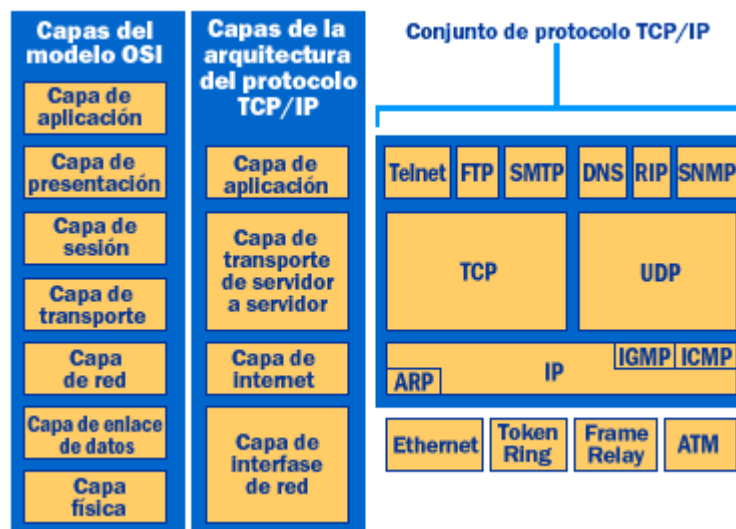 Capas del
modelo OSI
Capa de
aplicación
Capa de
presentación
Capa de
sesión
Capa de
transporte
Capa
de red
Capa de enlace
de datos
Capa
física
Capas de la
arquitectura
del protocolo
TCP/IP
Capa de
aplicación
Capa de
transporte
de servidor
a servidor
Capa de
internet
Capa de
interfase
de red
Conjunto de protocolo TCP/IP
Telnet FTP SMTP DNS RIP SNMP
TCP UDP
IGMP ICMP
IP
ARP
Ethernet
Token
Ring
Frame
Relay
ATM